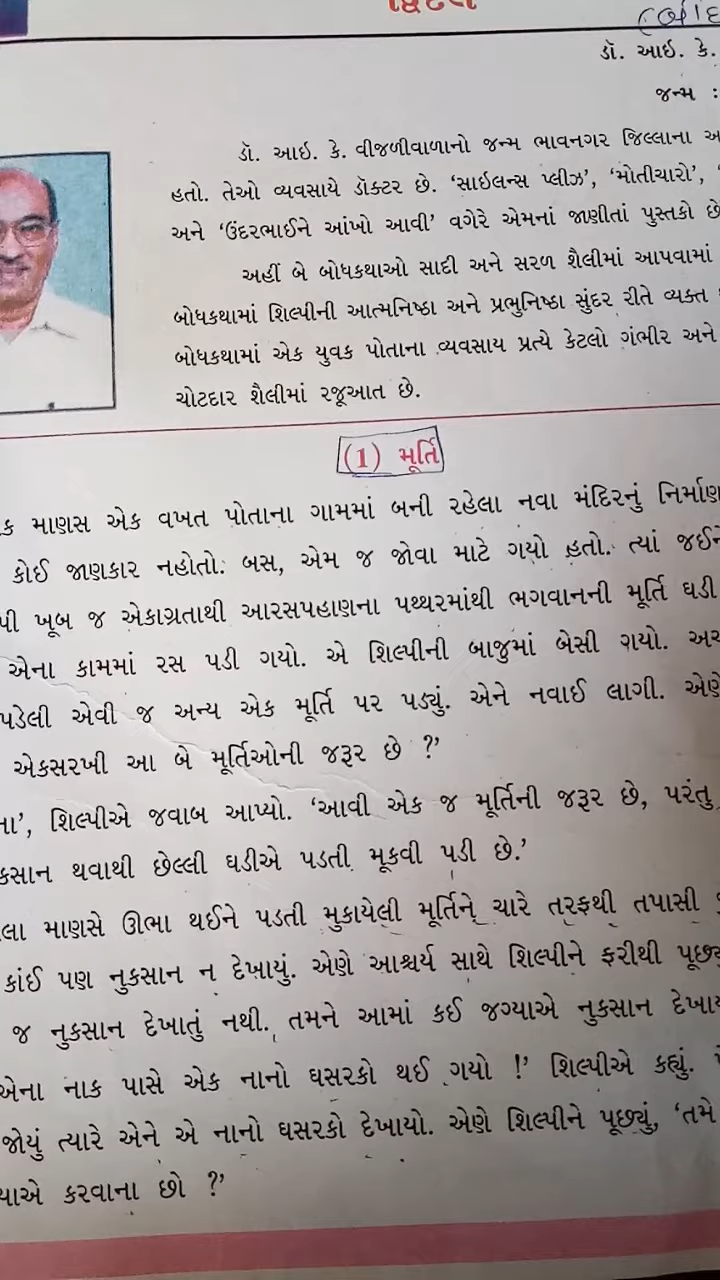 ડૉ. આઇ. કે.
જન્મ :
ડૉ. આઇ. કે. વીજળીવાળાનો જન્મ ભાવનગર જિલ્લાના
હતો. તેઓ વ્યવસાયે ડૉક્ટર છે. ‘સાઇલન્સ પ્લીઝ’, ‘મોતીચારો’,
અને ‘ઉંદરભાઈને આંખો આવી’ વગેરે એમનાં જાણીતાં પુસ્તકો છે
અહીં બે બોધકથાઓ સાદી અને સરળ શૈલીમાં આપવામાં
બોધકથામાં શિલ્પીની આત્મનિષ્ઠા અને પ્રભુનિષ્ઠા સુંદર રીતે વ્યક્ત
બોધકથામાં એક યુવક પોતાના વ્યવસાય પ્રત્યે કેટલો ગંભીર અને
ચોટદાર શૈલીમાં રજૂઆત છે.
(1) મૂર્તિ
માણસ એક વખત પોતાના ગામમાં બની રહેલા નવા મંદિરનું નિર્માણ
કોઈ જાણકાર નહોતો. બસ, એમ જ જોવા માટે ગયો હતો. ત્યાં જઈને
ખૂબ જ એકાગ્રતાથી આરસપહાણના પથ્થરમાંથી ભગવાનની મૂર્તિ ઘડી
એના કામમાં રસ પડી ગયો. એ શિલ્પીની બાજુમાં બેસી ગયો.
પડેલી એવી જ અન્ય એક મૂર્તિ પર પડ્યું. એને નવાઈ લાગી. એણે
એકસરખી આ બે મૂર્તિઓની જરૂર છે ?’
શિલ્પીએ જવાબ આપ્યો. ‘આવી એક જ મૂર્તિની જરૂર છે, પરંતુ
થવાથી છેલ્લી ઘડીએ પડતી મૂકવી પડી છે.’
માણસે ઊભા થઈને પડતી મુકાયેલી મૂર્તિને ચારે તરફથી તપાસી
કાંઈ પણ નુકસાન ન દેખાયું. એણે આશ્ચર્ય સાથે શિલ્પીને ફરીથી
જ નુકસાન દેખાતું નથી. તમને આમાં કઈ જગ્યાએ નુકસાન
એના નાક પાસે એક નાનો ઘસરકો થઈ ગયો !’ શિલ્પીએ કહ્યું.
જોયું ત્યારે એને એ નાનો ઘસરકો દેખાયો. એણે શિલ્પીને પૂછ્યું, ‘તમે
કરવાના છો ?’